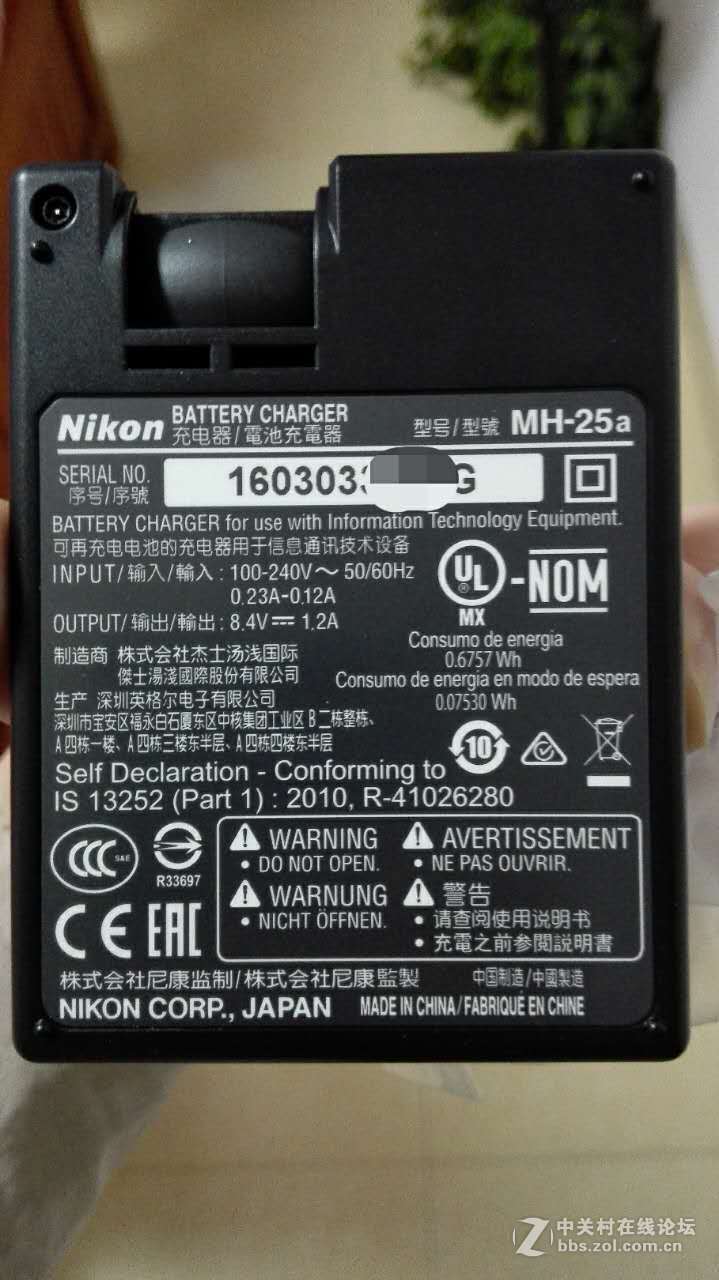 Nikon BATTERY CHARGER
充电器/電池充電器 型号/型號 MH-25a
SERIAL NO. 序号/序號 160303 G
BATTERY CHARGER for use with Information Technology Equipment.
可再充电电池的充电器用于信息通讯技术设备
INPUT/输入/輸入 : 100-240V～ 50/60Hz
0.23A-0.12A
OUTPUT/输出/輸出 : 8.4V⎓ 1.2A
UL® MX -NOM
Consumo de energia
0.6757 Wh
Consumo de energia en modo de espera
0.07530 Wh
制造商 株式会社杰士汤浅国际
傑士湯淺國際股份有限公司
生产 深圳英格尔电子有限公司
深圳市宝安区福永白石厦东区中核集团工业区B二栋整栋、
A四栋一楼、A四栋三楼东半层、A四栋四楼东半层
10
Self Declaration - Conforming to
IS 13252 (Part 1) : 2010, R-41026280
CCC S&E
R33697
CE EAC
WARNING
• DO NOT OPEN.
AVERTISSEMENT
• NE PAS OUVRIR.
WARNUNG
• NICHT ÖFFNEN.
警告
• 请查阅使用说明书
• 充電之前参閱説明書
株式会社尼康监制/株式会社尼康監製 中国制造/中國製造
NIKON CORP., JAPAN MADE IN CHINA/FABRIQUÉ EN CHINE
Z 中关村在线论坛
bbs.zol.com.cn